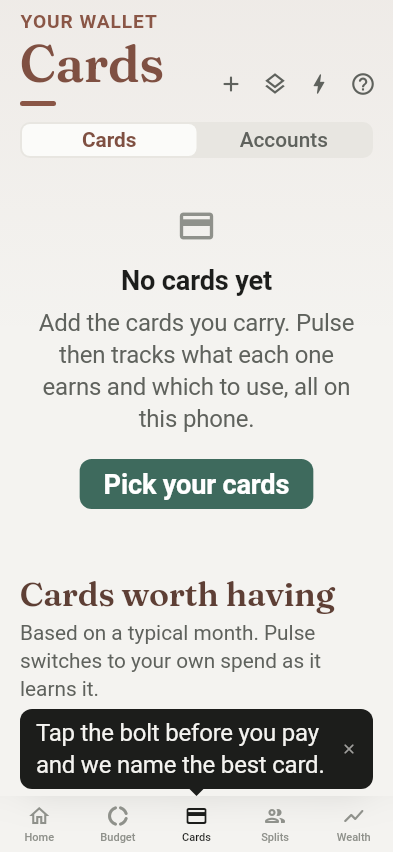 YOUR WALLET
Cards
Cards
Accounts
No cards yet
Add the cards you carry. Pulse
then tracks what each one
earns and which to use, all on
this phone.
Pick your cards
Cards worth having
Based on a typical month. Pulse
switches to your own spend as it
learns it.
Tap the bolt before you pay
and we name the best card.
Home
Budget
Cards
Splits
Wealth